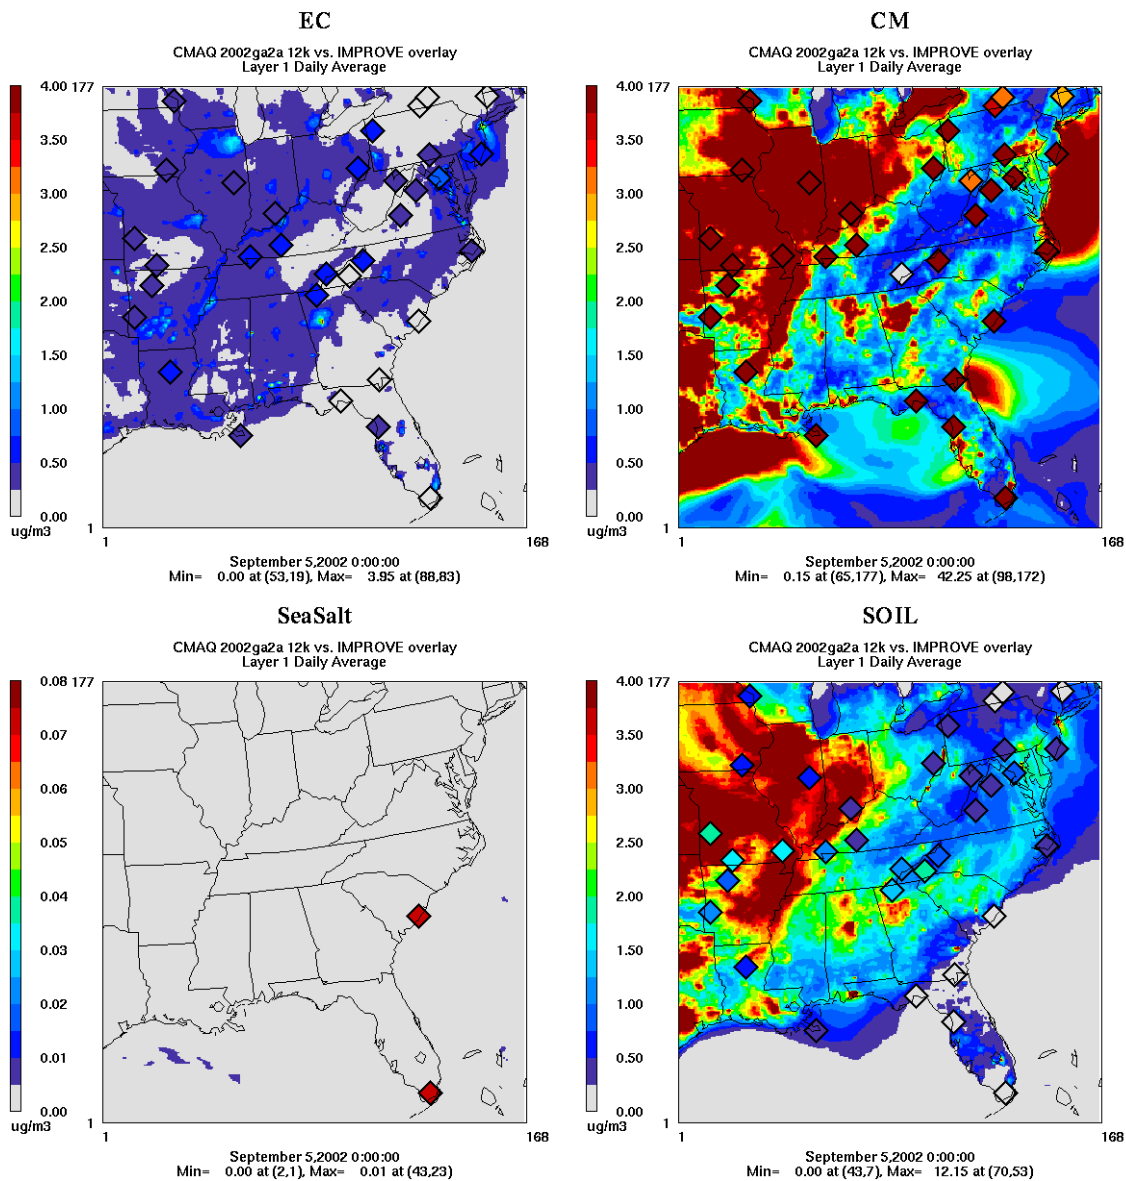 EC
CMAQ 2002ga2a 12k vs. IMPROVE overlay
Layer 1 Daily Average
4.00
3.50
3.00
2.50
2.00
1.50
1.00
0.50
0.00
ug/m3
177
1
1
168
September 5,2002 0:00:00
Min= 0.00 at (53,19), Max= 3.95 at (88,83)
CM
CMAQ 2002ga2a 12k vs. IMPROVE overlay
Layer 1 Daily Average
4.00
3.50
3.00
2.50
2.00
1.50
1.00
0.50
0.00
ug/m3
177
1
1
168
September 5,2002 0:00:00
Min= 0.15 at (65,177), Max= 42.25 at (98,172)
SeaSalt
CMAQ 2002ga2a 12k vs. IMPROVE overlay
Layer 1 Daily Average
0.08
0.07
0.06
0.05
0.04
0.03
0.02
0.01
0.00
ug/m3
177
1
1
168
September 5,2002 0:00:00
Min= 0.00 at (2,1), Max= 0.01 at (43,23)
SOIL
CMAQ 2002ga2a 12k vs. IMPROVE overlay
Layer 1 Daily Average
4.00
3.50
3.00
2.50
2.00
1.50
1.00
0.50
0.00
ug/m3
177
1
1
168
September 5,2002 0:00:00
Min= 0.00 at (43,7), Max= 12.15 at (70,53)